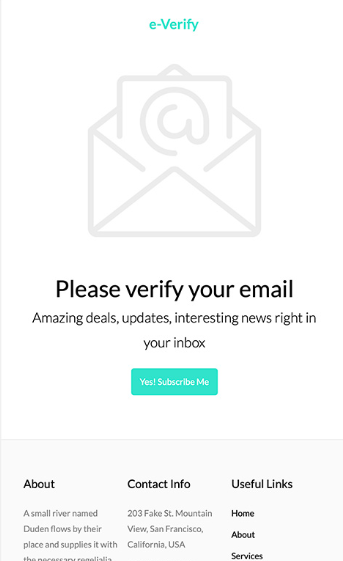 e-Verify
@
Please verify your email
Amazing deals, updates, interesting news right in
your inbox
Yes! Subscribe Me
About
A small river named
Duden flows by their
place and supplies it with
the necessary regelialia.
Contact Info
203 Fake St. Mountain
View, San Francisco,
California, USA
Useful Links
Home
About
Services